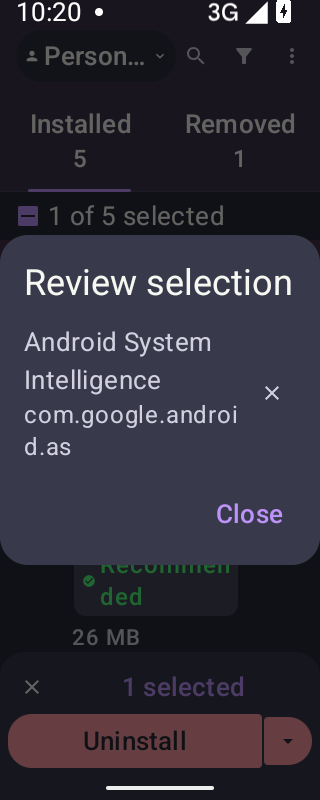 10:20
3G
Person...
Installed
5
Removed
1
1 of 5 selected
Review selection
Android System
Intelligence
com.google.androi
d.as
Close
Recommen
ded
26 MB
1 selected
Uninstall